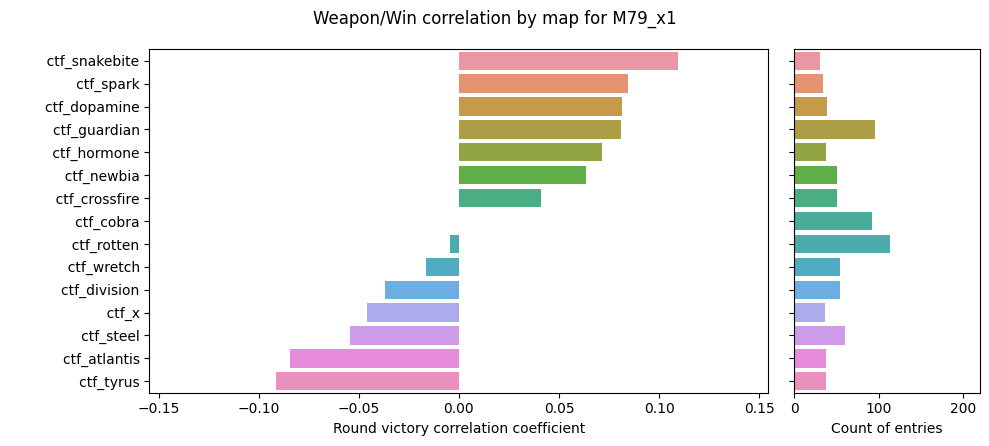 Weapon/Win correlation by map for M79_x1
ctf_snakebite
ctf_spark
ctf_dopamine
ctf_guardian
ctf_hormone
ctf_newbia
ctf_crossfire
ctf_cobra
ctf_rotten
ctf_wretch
ctf_division
ctf_x
ctf_steel
ctf_atlantis
ctf_tyrus
−0.15 −0.10 −0.05 0.00 0.05 0.10 0.15
Round victory correlation coefficient
0 100 200
Count of entries